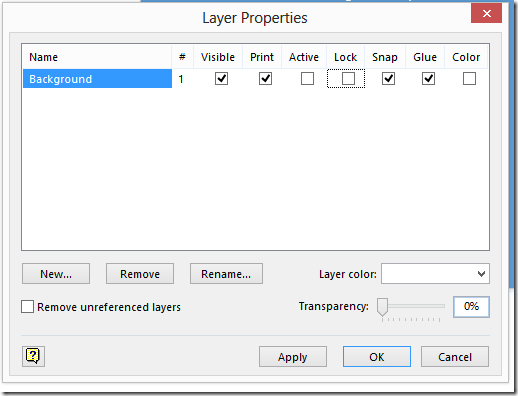 Layer Properties
Name # Visible Print Active Lock Snap Glue Color
Background 1
New... Remove Rename... Layer color:
Remove unreferenced layers Transparency: 0%
? Apply OK Cancel